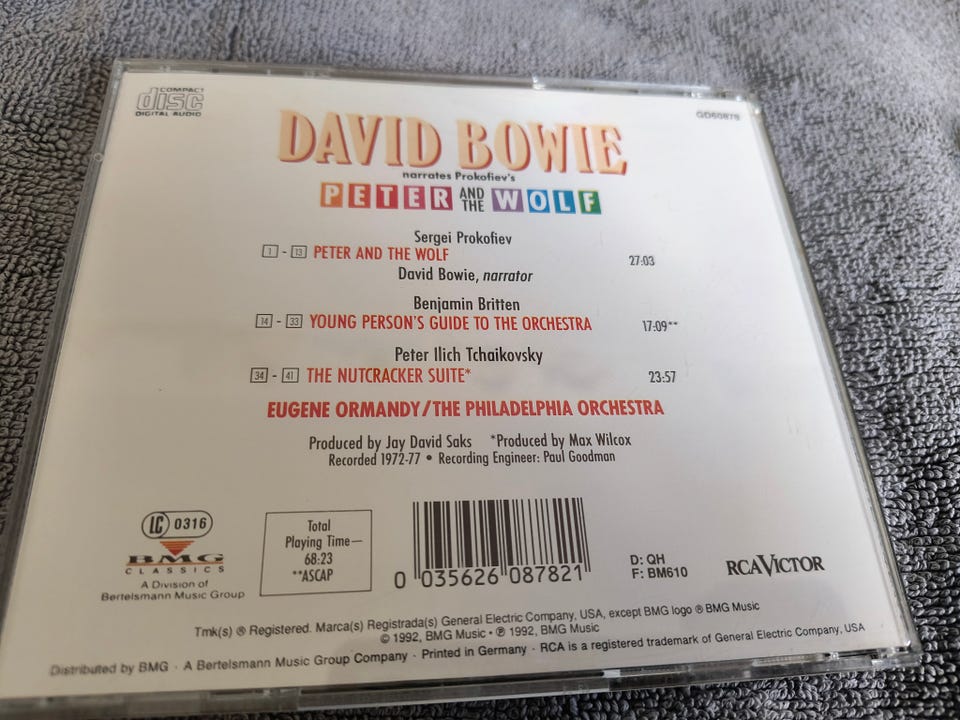 COMPACT
disc
DIGITAL AUDIO
GD60878
DAVID BOWIE
narrates Prokofiev's
PETER AND THE WOLF
Sergei Prokofiev
1 - 13 PETER AND THE WOLF 27:03
David Bowie, narrator
Benjamin Britten
14 - 33 YOUNG PERSON'S GUIDE TO THE ORCHESTRA 17:09**
Peter Ilich Tchaikovsky
34 - 41 THE NUTCRACKER SUITE* 23:57
EUGENE ORMANDY/THE PHILADELPHIA ORCHESTRA
Produced by Jay David Saks *Produced by Max Wilcox
Recorded 1972-77 • Recording Engineer: Paul Goodman
LC 0316
BMG
CLASSICS
A Division of
Bertelsmann Music Group
Total
Playing Time—
68:23
**ASCAP
0 035626 087821
D: QH
F: BM610
RCA VICTOR
Tmk(s) ® Registered. Marca(s) Registrada(s) General Electric Company, USA, except BMG logo ® BMG Music
© 1992, BMG Music • ℗ 1992, BMG Music
Distributed by BMG · A Bertelsmann Music Group Company · Printed in Germany · RCA is a registered trademark of General Electric Company, USA